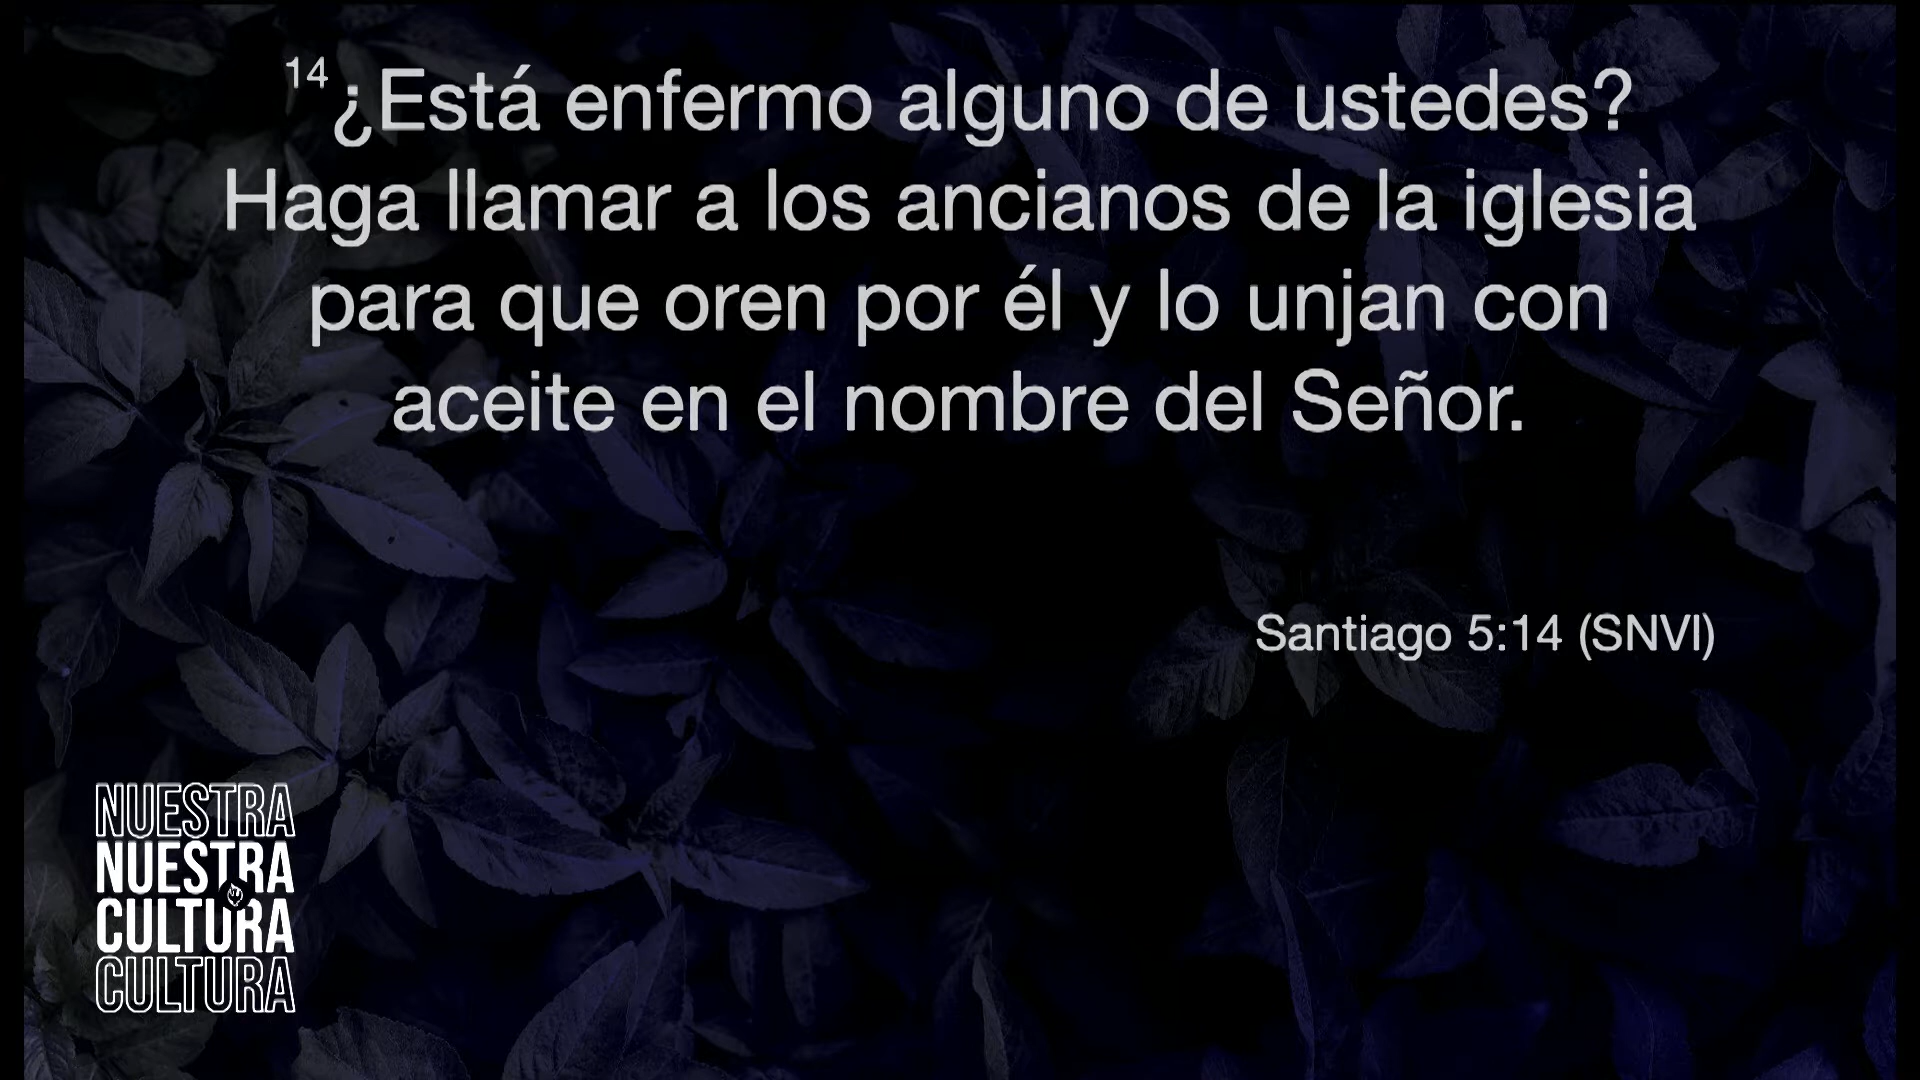 14 ¿Está enfermo alguno de ustedes?
Haga llamar a los ancianos de la iglesia
para que oren por él y lo unjan con
aceite en el nombre del Señor.
Santiago 5:14 (SNVI)
NUESTRA
NUESTRA
CULTURA
CULTURA